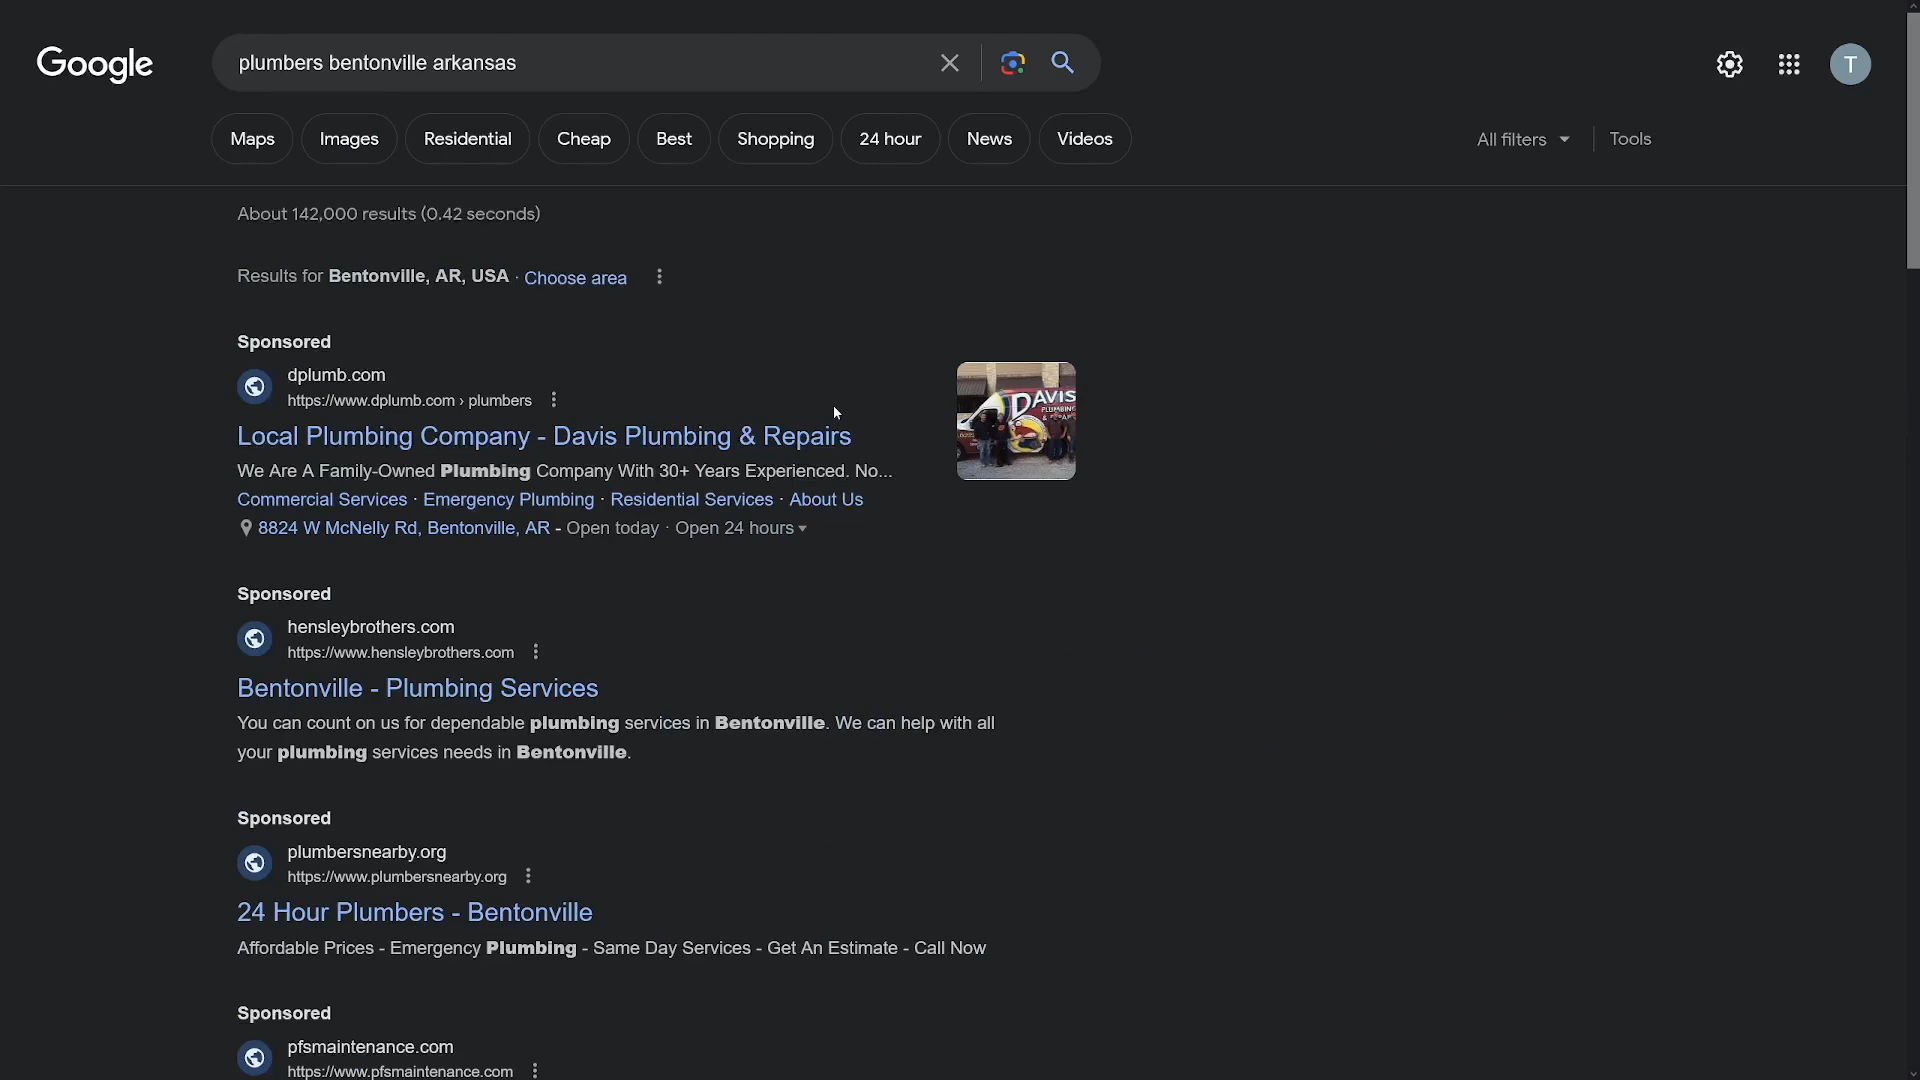 Google
plumbers bentonville arkansas
T
Maps
Images
Residential
Cheap
Best
Shopping
24 hour
News
Videos
All filters
Tools
About 142,000 results (0.42 seconds)
Results for Bentonville, AR, USA · Choose area
Sponsored
dplumb.com
https://www.dplumb.com › plumbers
Local Plumbing Company - Davis Plumbing & Repairs
We Are A Family-Owned Plumbing Company With 30+ Years Experienced. No...
Commercial Services · Emergency Plumbing · Residential Services · About Us
8824 W McNelly Rd, Bentonville, AR - Open today · Open 24 hours
DAVIS
PLUMBING
Sponsored
hensleybrothers.com
https://www.hensleybrothers.com
Bentonville - Plumbing Services
You can count on us for dependable plumbing services in Bentonville. We can help with all
your plumbing services needs in Bentonville.
Sponsored
plumbersnearby.org
https://www.plumbersnearby.org
24 Hour Plumbers - Bentonville
Affordable Prices - Emergency Plumbing - Same Day Services - Get An Estimate - Call Now
Sponsored
pfsmaintenance.com
https://www.pfsmaintenance.com